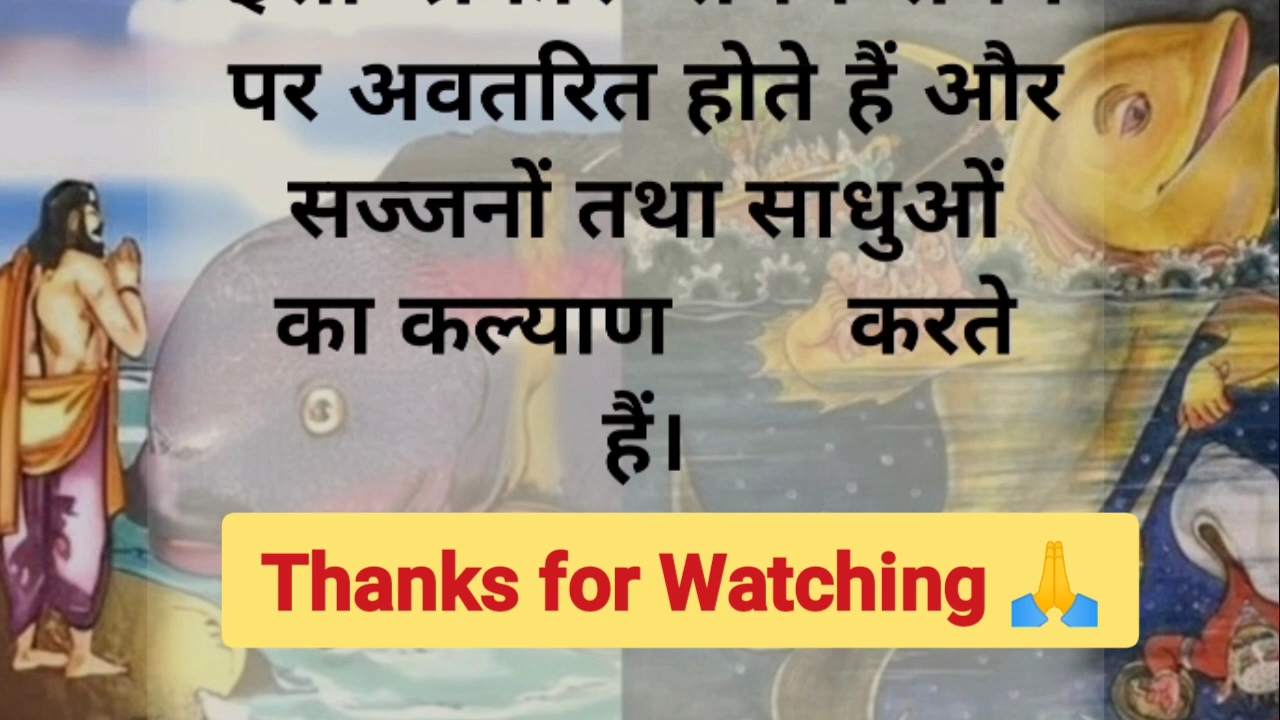 पर अवतरित होते हैं और
सज्जनों तथा साधुओं
का कल्याण करते
हैं।
Thanks for Watching 🙏